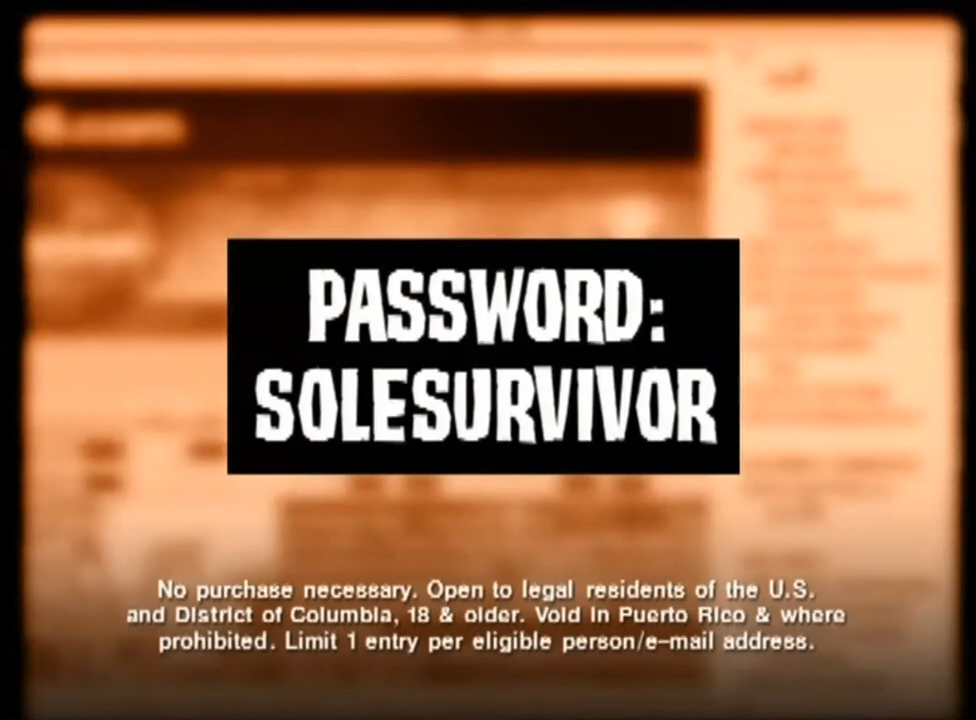 PASSWORD:
SOLESURVIVOR
No purchase necessary. Open to legal residents of the U.S.
and District of Columbia, 18 & older. Void in Puerto Rico & where
prohibited. Limit 1 entry per eligible person/e-mail address.